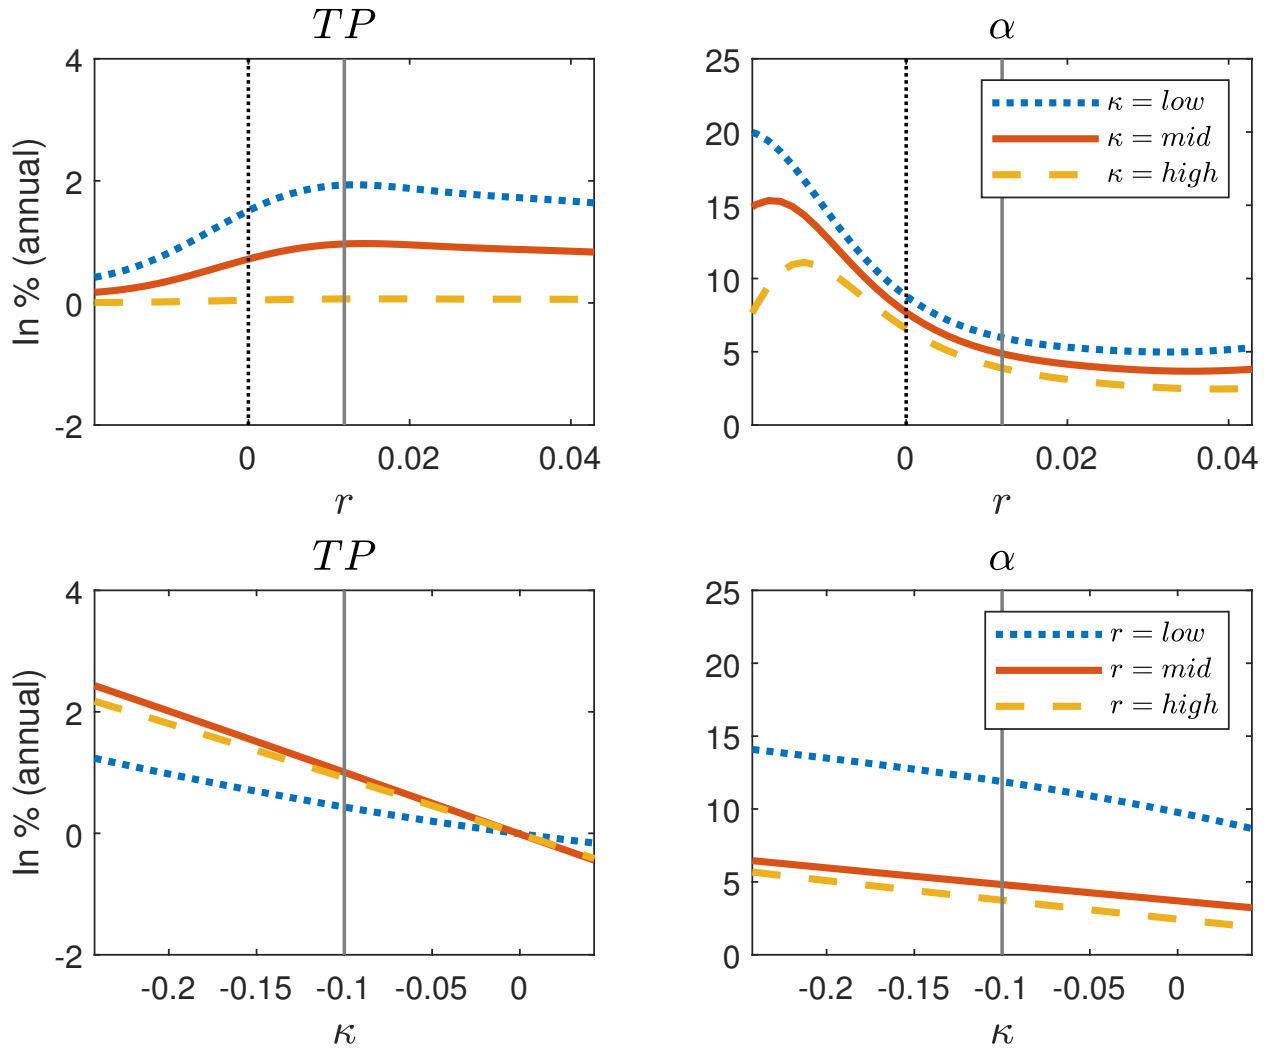 TP
4
2
0
-2
In % (annual)
0
0.02
0.04
r
α
25
20
15
10
5
0
κ = low
κ = mid
κ = high
0
0.02
0.04
r
TP
4
2
0
-2
In % (annual)
-0.2
-0.15
-0.1
-0.05
0
κ
α
25
20
15
10
5
0
r = low
r = mid
r = high
-0.2
-0.15
-0.1
-0.05
0
κ